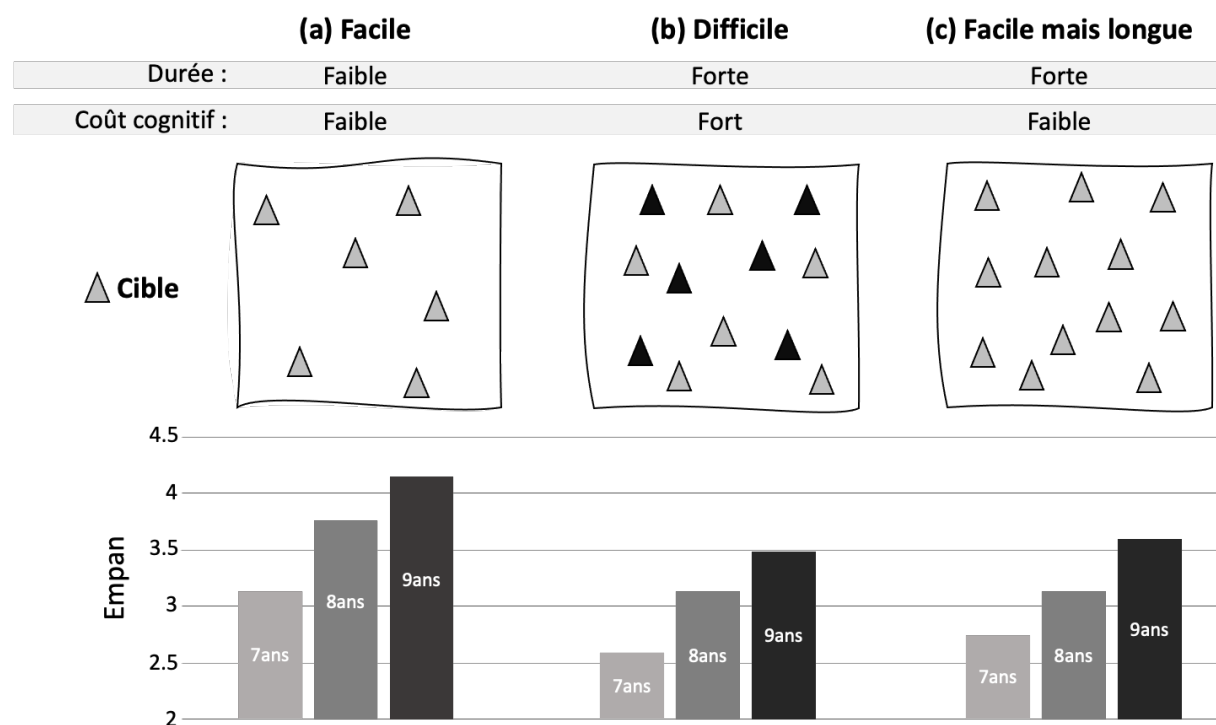 (a) Facile (b) Difficile (c) Facile mais longue
Durée : Faible Forte Forte
Coût cognitif : Faible Fort Faible
Cible
4.5
4
3.5
3
2.5
2
Empan
7ans 8ans 9ans
7ans 8ans 9ans
7ans 8ans 9ans